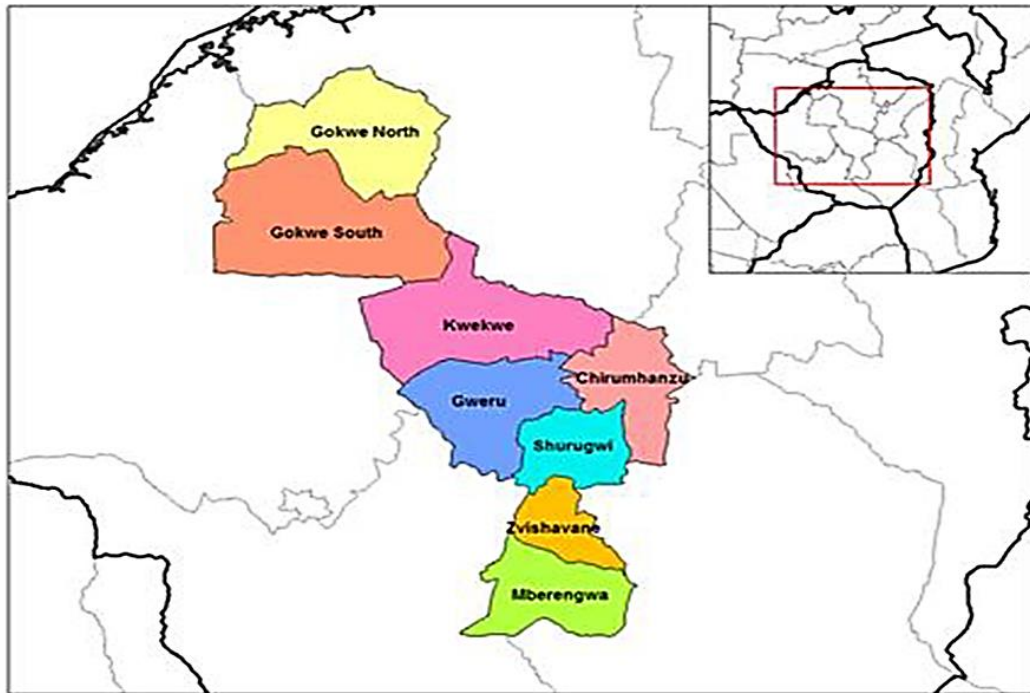 Gokwe North
Gokwe South
Kwekwe
Chirumhanzu
Gweru
Shurugwi
Zvishavane
Mberengwa